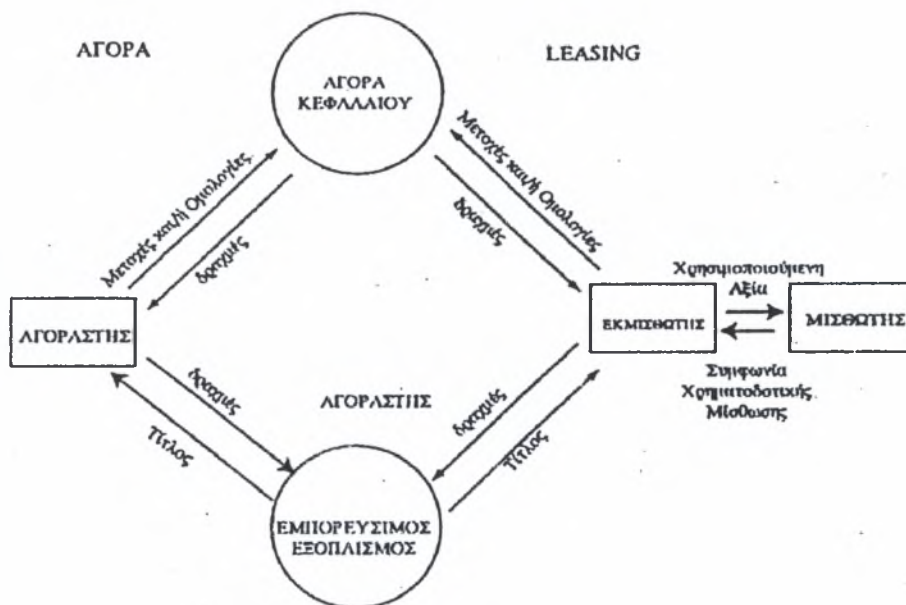 ΑΓΟΡΑ
LEASING
ΑΓΟΡΑ
ΚΕΦΑΛΑΙΟΥ
Μετοχές και/ή Ομολογίες
δραχμές
Μετοχές και/ή Ομολογίες
δραχμές
ΑΓΟΡΑΣΤΗΣ
ΕΚΜΙΣΘΩΤΗΣ
Χρησιμοποιούμενη
Αξία
ΜΙΣΘΩΤΗΣ
Συμφωνία
Χρηματοδοτικής
Μίσθωσης
δραχμές
Τίτλος
ΑΓΟΡΑΣΤΗΣ
δραχμές
Τίτλος
ΕΜΠΟΡΕΥΣΙΜΟΣ
ΕΞΟΠΛΙΣΜΟΣ